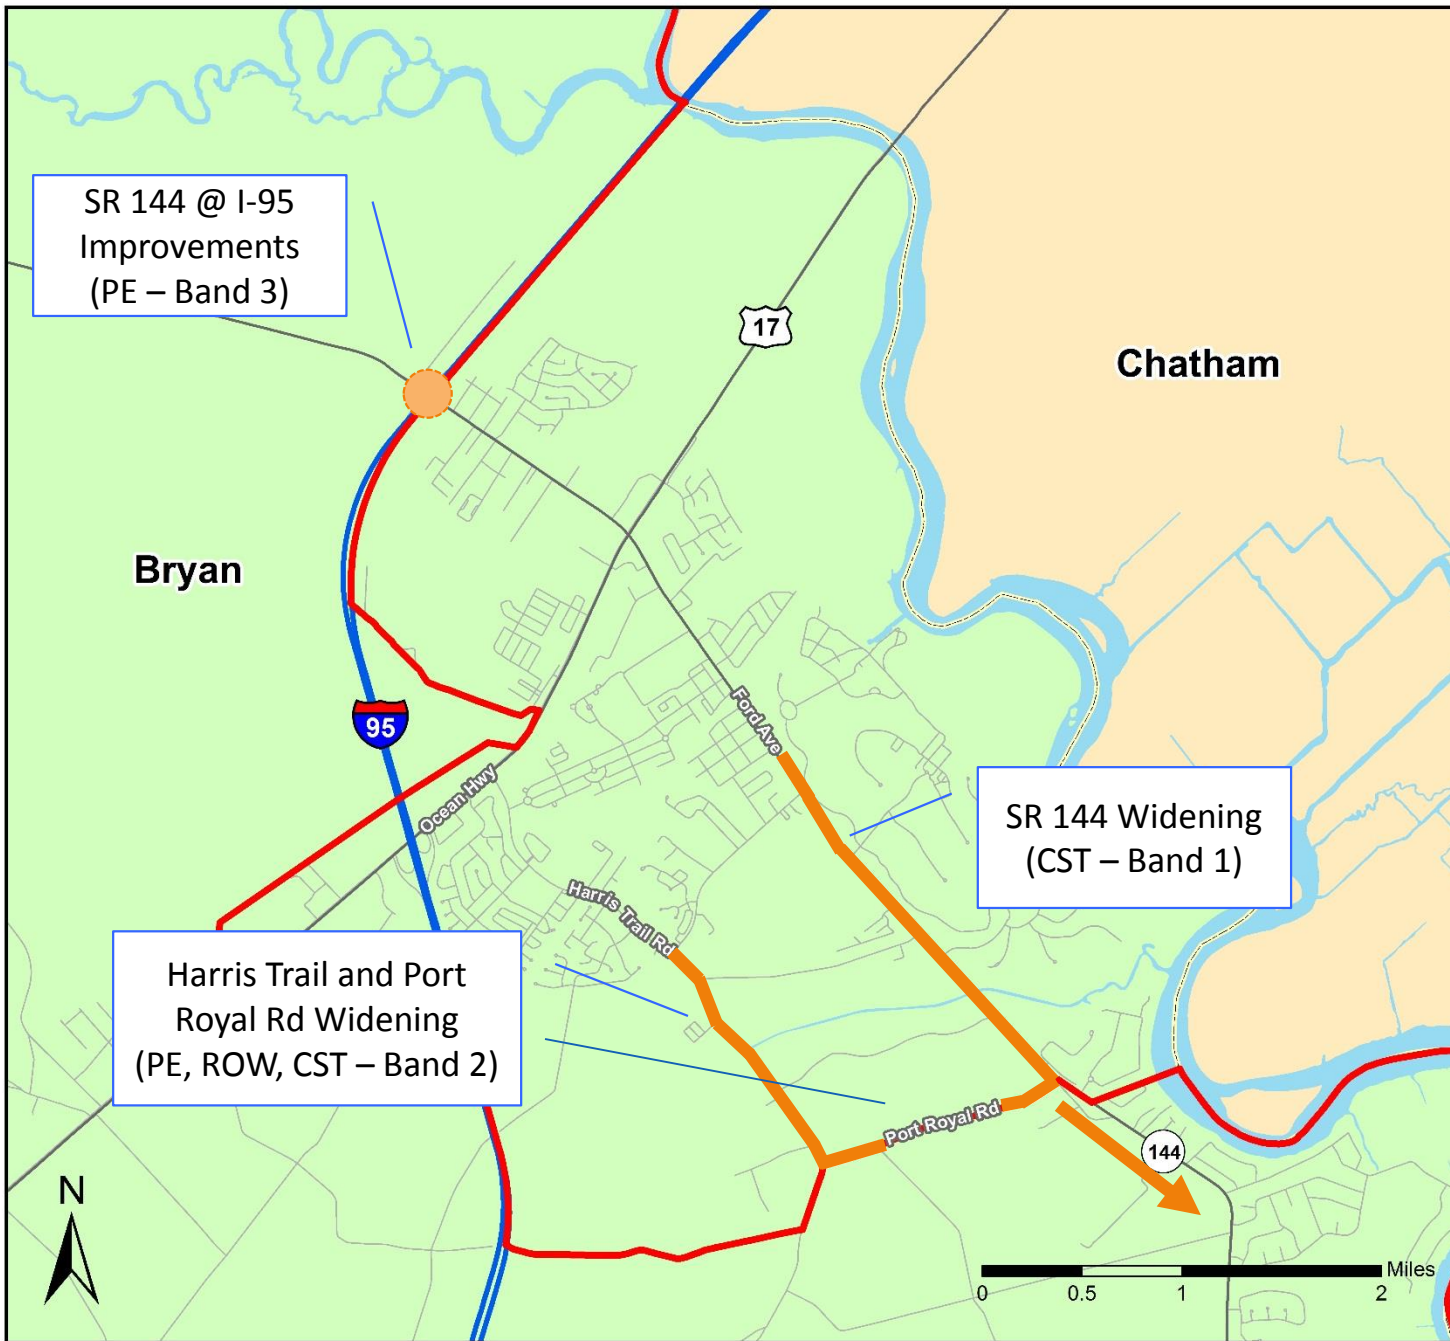 SR 144 @ I-95
Improvements
(PE – Band 3)
17
Chatham
Bryan
95
Ford Ave
Ocean Hwy
SR 144 Widening
(CST – Band 1)
Harris Trail Rd
Harris Trail and Port
Royal Rd Widening
(PE, ROW, CST – Band 2)
Port Royal Rd
144
N
Miles
0 0.5 1 2